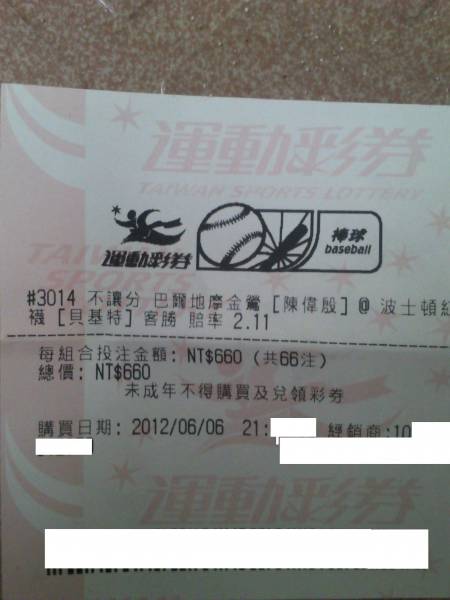 運動彩券
TAIWAN SPORTS LOTTERY
運動彩券
棒球
baseball
#3014 不讓分 巴爾地摩金鶯 [陳偉殷] @ 波士頓紅
襪 [貝基特] 客勝 賠率 2.11
每組合投注金額: NT$660 (共66注)
總價: NT$660
未成年不得購買及兌領彩券
購買日期: 2012/06/06 21: 經銷商:10
運動彩券